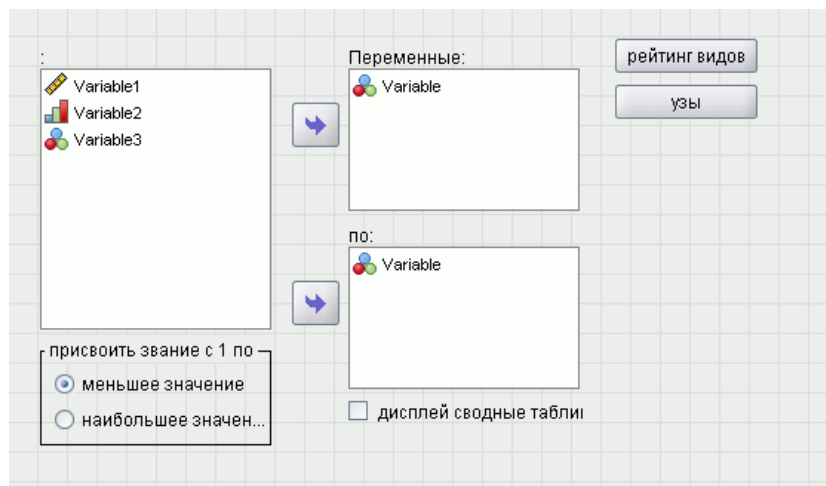 :
Variable1
Variable2
Variable3
Переменные:
Variable
по:
Variable
рейтинг видов
узы
присвоить звание с 1 по
меньшее значение
наибольшее значен...
дисплей сводные